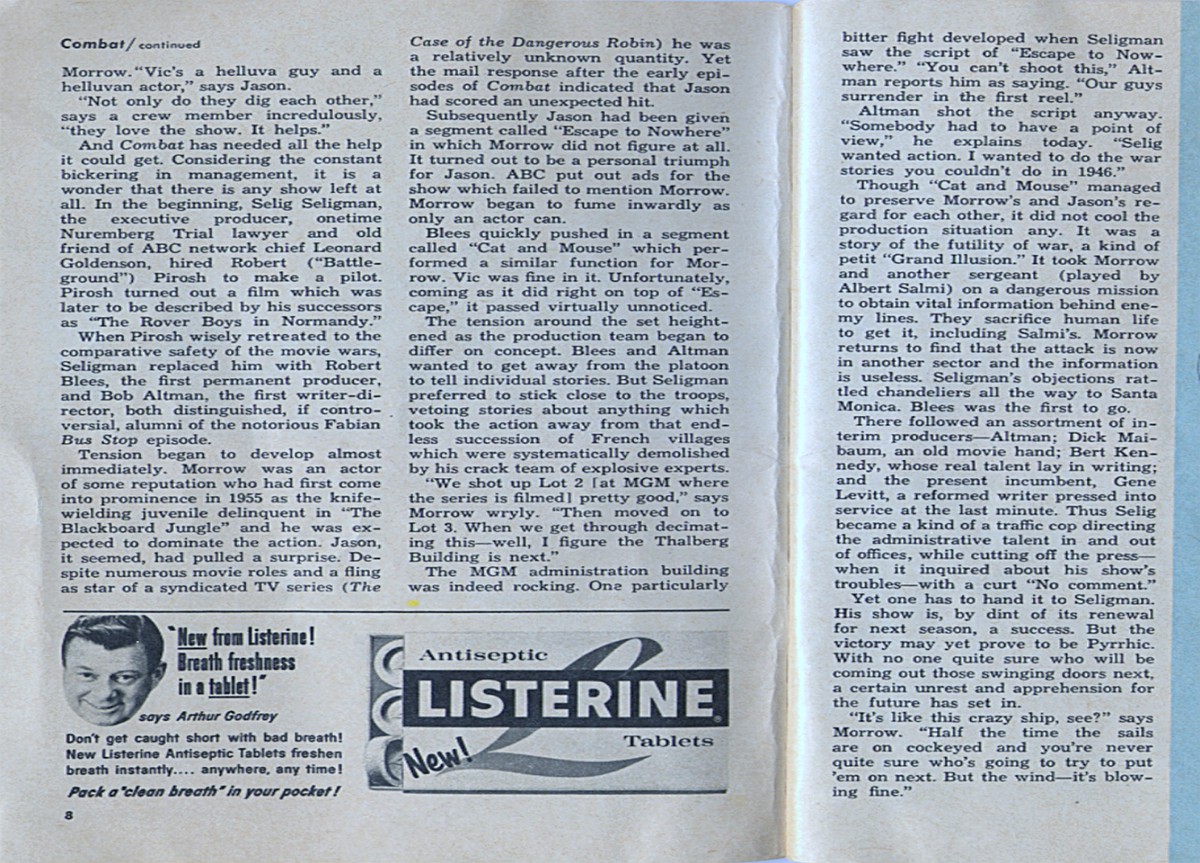 Combat/ continued
Morrow. "Vic's a helluva guy and a
helluvan actor," says Jason.
"Not only do they dig each other,"
says a crew member incredulously,
"they love the show. It helps."
And Combat has needed all the help
it could get. Considering the constant
bickering in management, it is a
wonder that there is any show left at
all. In the beginning, Selig Seligman,
the executive producer, onetime
Nuremberg Trial lawyer and old
friend of ABC network chief Leonard
Goldenson, hired Robert ("Battle-
ground") Pirosh to make a pilot.
Pirosh turned out a film which was
later to be described by his successors
as "The Rover Boys in Normandy."
When Pirosh wisely retreated to the
comparative safety of the movie wars,
Seligman replaced him with Robert
Blees, the first permanent producer,
and Bob Altman, the first writer-di-
rector, both distinguished, if contro-
versial, alumni of the notorious Fabian
Bus Stop episode.
Tension began to develop almost
immediately. Morrow was an actor
of some reputation who had first come
into prominence in 1955 as the knife-
wielding juvenile delinquent in "The
Blackboard Jungle" and he was ex-
pected to dominate the action. Jason,
it seemed, had pulled a surprise. De-
spite numerous movie roles and a fling
as star of a syndicated TV series (The
Case of the Dangerous Robin) he was
a relatively unknown quantity. Yet
the mail response after the early epi-
sodes of Combat indicated that Jason
had scored an unexpected hit.
Subsequently Jason had been given
a segment called "Escape to Nowhere"
in which Morrow did not figure at all.
It turned out to be a personal triumph
for Jason. ABC put out ads for the
show which failed to mention Morrow.
Morrow began to fume inwardly as
only an actor can.
Blees quickly pushed in a segment
called "Cat and Mouse" which per-
formed a similar function for Mor-
row. Vic was fine in it. Unfortunately,
coming as it did right on top of "Es-
cape," it passed virtually unnoticed.
The tension around the set height-
ened as the production team began to
differ on concept. Blees and Altman
wanted to get away from the platoon
to tell individual stories. But Seligman
preferred to stick close to the troops,
vetoing stories about anything which
took the action away from that end-
less succession of French villages
which were systematically demolished
by his crack team of explosive experts.
"We shot up Lot 2 [at MGM where
the series is filmed] pretty good," says
Morrow wryly. "Then moved on to
Lot 3. When we get through decimat-
ing this—well, I figure the Thalberg
Building is next."
The MGM administration building
was indeed rocking. One particularly
bitter fight developed when Seligman
saw the script of "Escape to Now-
where." "You can't shoot this," Alt-
man reports him as saying. "Our guys
surrender in the first reel."
Altman shot the script anyway.
"Somebody had to have a point of
view," he explains today. "Selig
wanted action. I wanted to do the war
stories you couldn't do in 1946."
Though "Cat and Mouse" managed
to preserve Morrow's and Jason's re-
gard for each other, it did not cool the
production situation any. It was a
story of the futility of war, a kind of
petit "Grand Illusion." It took Morrow
and another sergeant (played by
Albert Salmi) on a dangerous mission
to obtain vital information behind ene-
my lines. They sacrifice human life
to get it, including Salmi's. Morrow
returns to find that the attack is now
in another sector and the information
is useless. Seligman's objections rat-
tled chandeliers all the way to Santa
Monica. Blees was the first to go.
There followed an assortment of in-
terim producers—Altman; Dick Mai-
baum, an old movie hand; Bert Ken-
nedy, whose real talent lay in writing;
and the present incumbent, Gene
Levitt, a reformed writer pressed into
service at the last minute. Thus Selig
became a kind of a traffic cop directing
the administrative talent in and out
of offices, while cutting off the press—
when it inquired about his show's
troubles—with a curt "No comment."
Yet one has to hand it to Seligman.
His show is, by dint of its renewal
for next season, a success. But the
victory may yet prove to be Pyrrhic.
With no one quite sure who will be
coming out those swinging doors next,
a certain unrest and apprehension for
the future has set in.
"It's like this crazy ship, see?" says
Morrow. "Half the time the sails
are on cockeyed and you're never
quite sure who's going to try to put
'em on next. But the wind—it's blow-
ing fine."
"New from Listerine!
Breath freshness
in a tablet!"
says Arthur Godfrey
Don't get caught short with bad breath!
New Listerine Antiseptic Tablets freshen
breath instantly.... anywhere, any time!
Pack a "clean breath" in your pocket!
Antiseptic
LISTERINE®
Tablets
New!
8